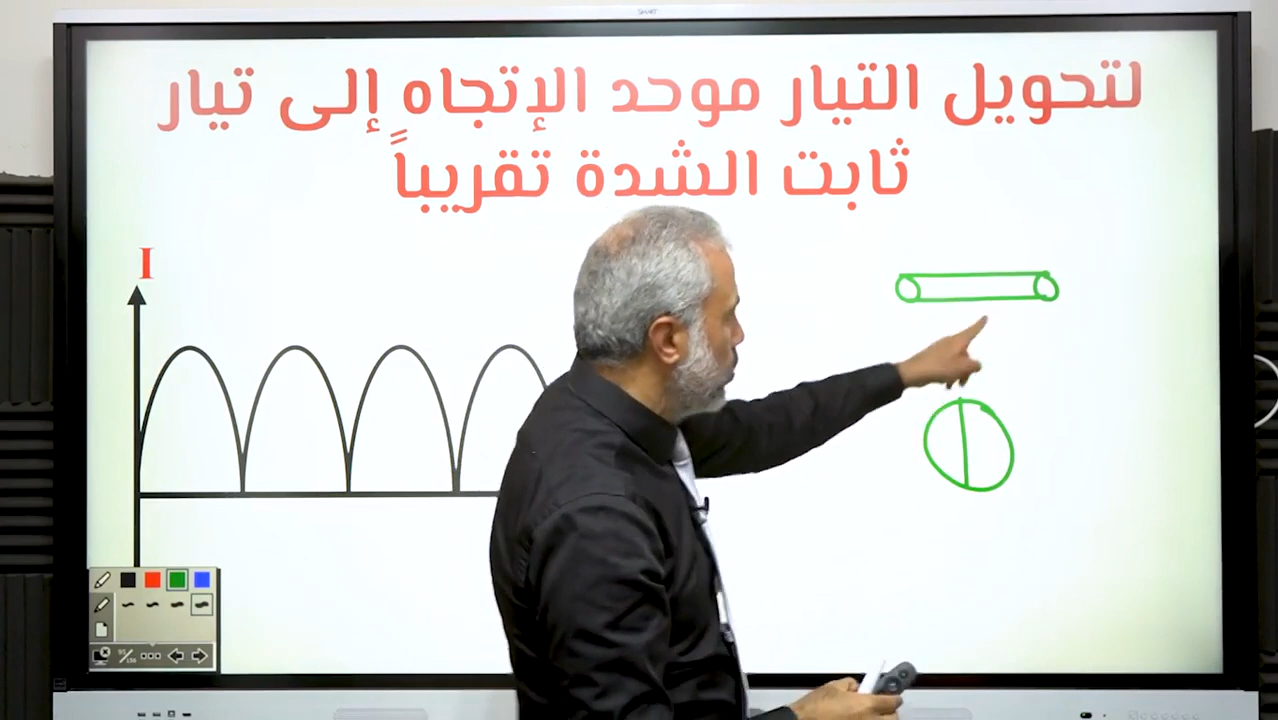 لتحويل التيار موحد الإتجاه إلى تيار
ثابت الشدة تقريباً
I